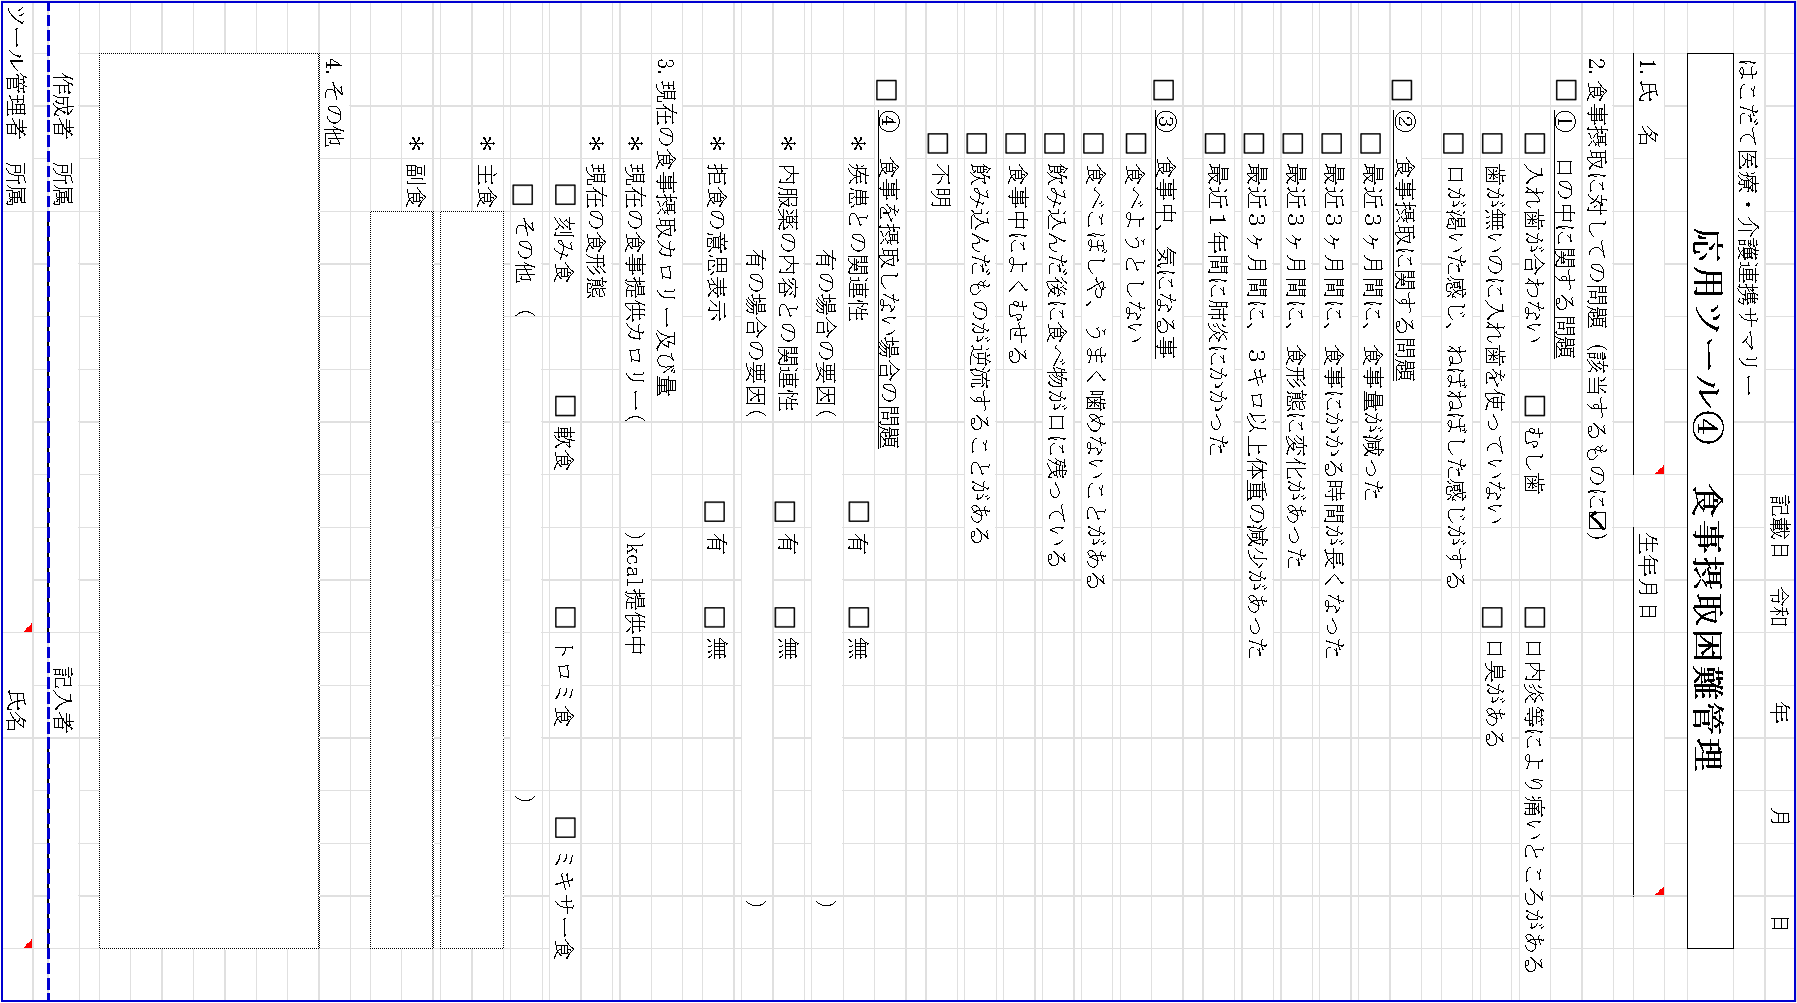 記載日　令和　　　年　　　月　　　日
はこだて医療・介護連携サマリー
応用ツール④　食事摂取困難管理
1. 氏　名　　　　生年月日
2. 食事摂取に対しての問題（該当するものに☑）
□ ①　口の中に関する問題
□ 入れ歯が合わない　□ むし歯　□ 口内炎等により痛いところがある
□ 歯が無いのに入れ歯を使っていない　□ 口臭がある
□ 口が渇いた感じ、ねばねばした感じがする
□ ②　食事摂取に関する問題
□ 最近３ヶ月間に、食事量が減った
□ 最近３ヶ月間に、食事にかかる時間が長くなった
□ 最近３ヶ月間に、食形態に変化があった
□ 最近３ヶ月間に、３キロ以上体重の減少があった
□ 最近１年間に肺炎にかかった
□ ③　食事中、気になる事
□ 食べようとしない
□ 食べこぼしや、うまく噛めないことがある
□ 飲み込んだ後に食べ物が口に残っている
□ 食事中によくむせる
□ 飲み込んだものが逆流することがある
□ 不明
□ ④　食事を摂取しない場合の問題
＊ 疾患との関連性　□ 有　□ 無
有の場合の要因(　　　　)
＊ 内服薬の内容との関連性　□ 有　□ 無
有の場合の要因(　　　　)
＊ 拒食の意思表示　□ 有　□ 無
3. 現在の食事摂取カロリー及び量
＊ 現在の食事提供カロリー(　　　　)kcal提供中
＊ 現在の食形態
□ 刻み食　□ 軟食　□ トロミ食　□ ミキサー食
□ その他　(　　　　)
＊ 主食
＊ 副食
4. その他
作成者　所属　　　　記入者
ツール管理者　所属　　　　氏名